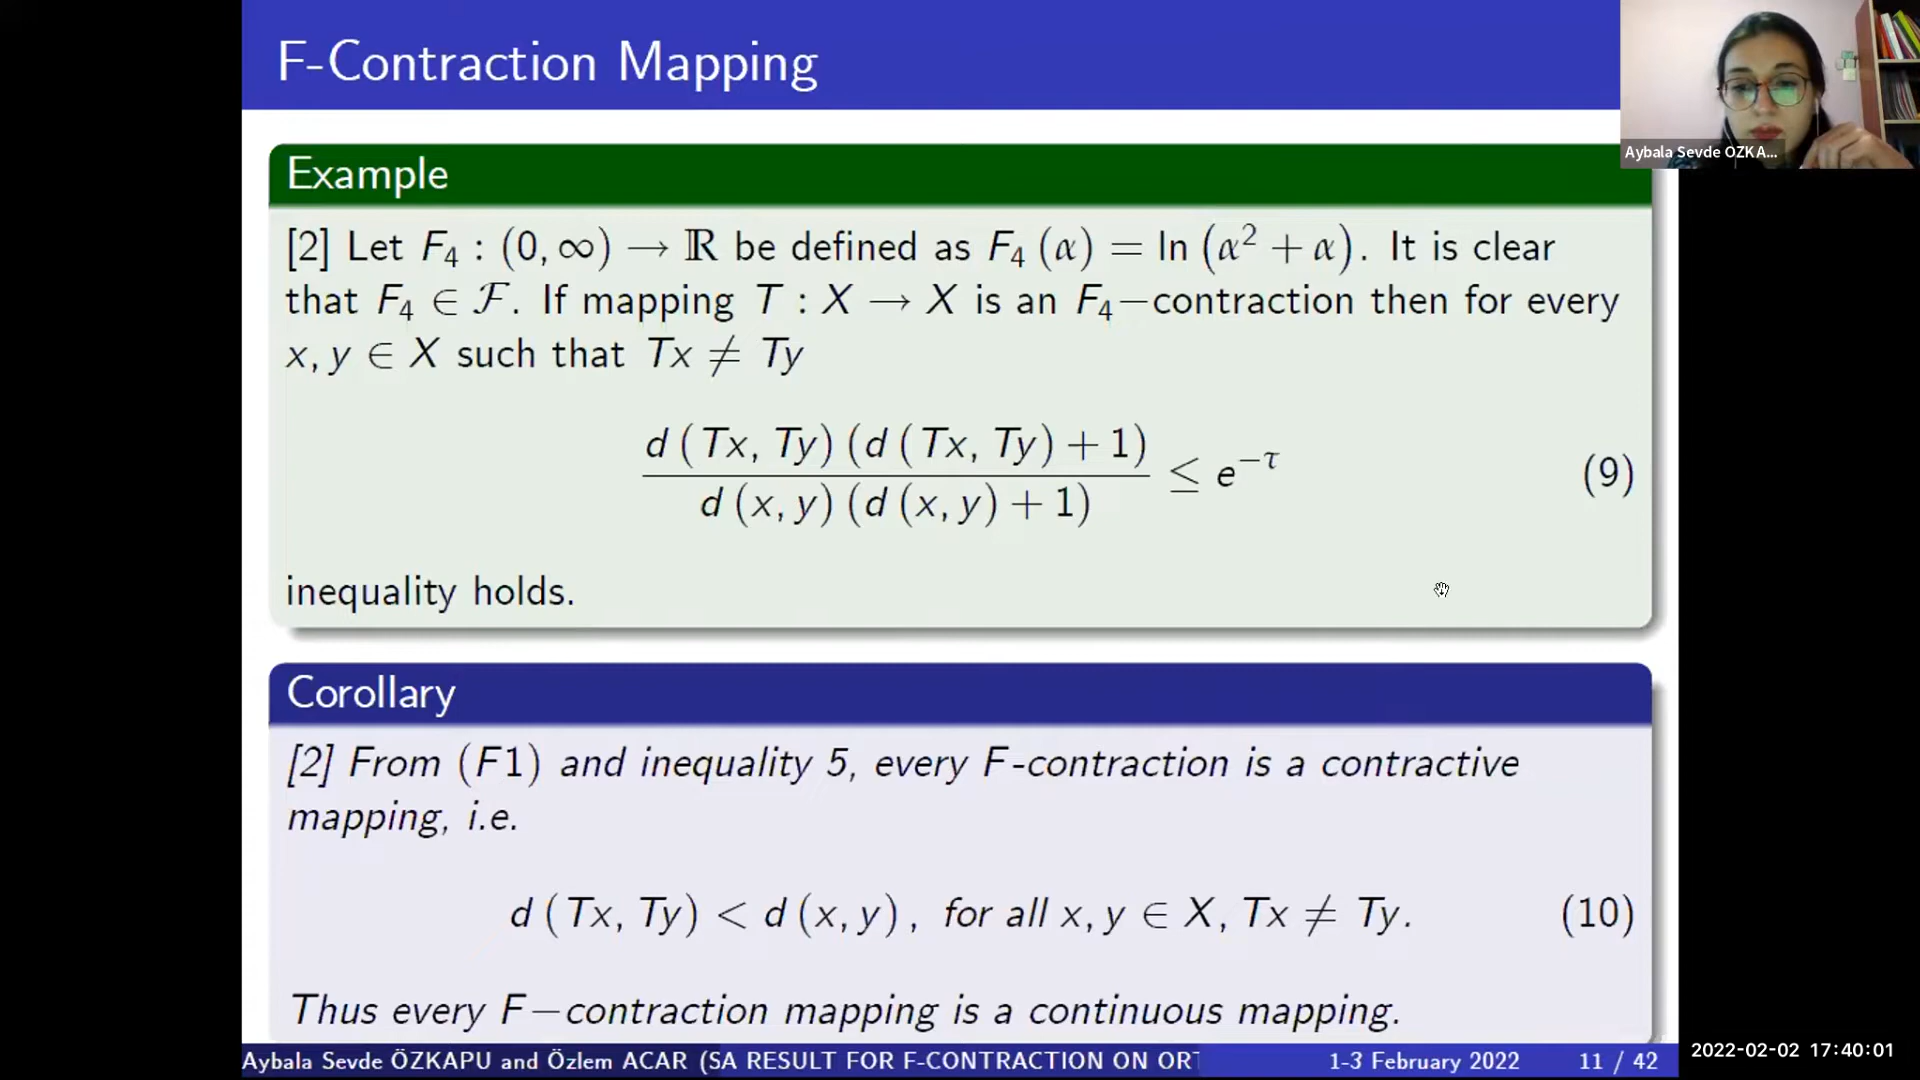 F-Contraction Mapping
Aybala Sevde OZKA...
Example
[2] Let F₄ : (0, ∞) → ℝ be defined as F₄ (α) = ln (α² + α). It is clear
that F₄ ∈ ℱ. If mapping T : X → X is an F₄−contraction then for every
x, y ∈ X such that Tx ≠ Ty
d (Tx, Ty) (d (Tx, Ty) + 1)
d (x, y) (d (x, y) + 1)
≤ e^{−τ}
(9)
inequality holds.
Corollary
[2] From (F1) and inequality 5, every F-contraction is a contractive
mapping, i.e.
d (Tx, Ty) < d (x, y) , for all x, y ∈ X, Tx ≠ Ty. (10)
Thus every F−contraction mapping is a continuous mapping.
Aybala Sevde ÖZKAPU and Özlem ACAR (SA RESULT FOR F-CONTRACTION ON ORT 1-3 February 2022 11 / 42
2022-02-02 17:40:01